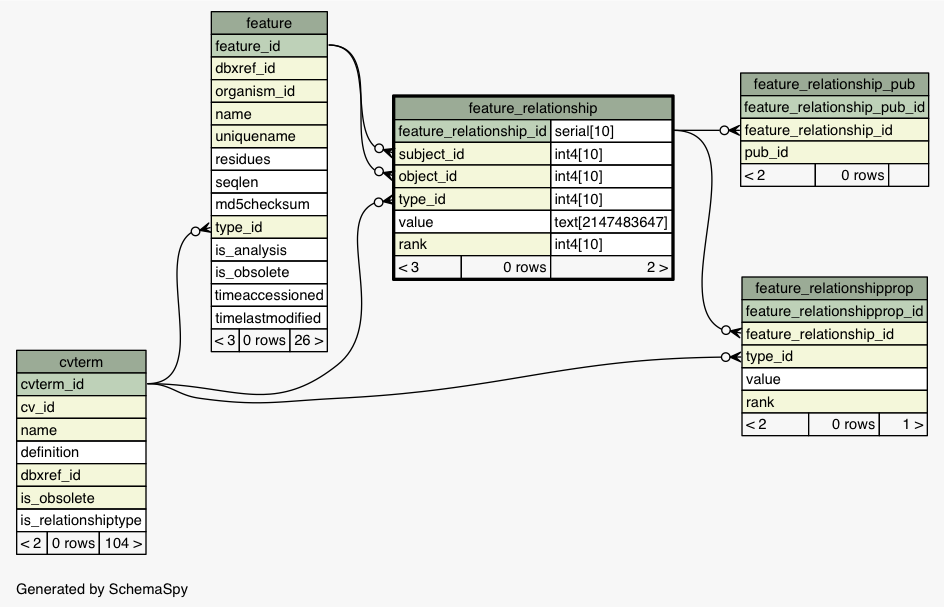 feature
feature_id
dbxref_id
organism_id
name
uniquename
residues
seqlen
md5checksum
type_id
is_analysis
is_obsolete
timeaccessioned
timelastmodified
< 3 0 rows 26 >
feature_relationship
feature_relationship_id serial[10]
subject_id int4[10]
object_id int4[10]
type_id int4[10]
value text[2147483647]
rank int4[10]
< 3 0 rows 2 >
feature_relationship_pub
feature_relationship_pub_id
feature_relationship_id
pub_id
< 2 0 rows
feature_relationshipprop
feature_relationshipprop_id
feature_relationship_id
type_id
value
rank
< 2 0 rows 1 >
cvterm
cvterm_id
cv_id
name
definition
dbxref_id
is_obsolete
is_relationshiptype
< 2 0 rows 104 >
Generated by SchemaSpy